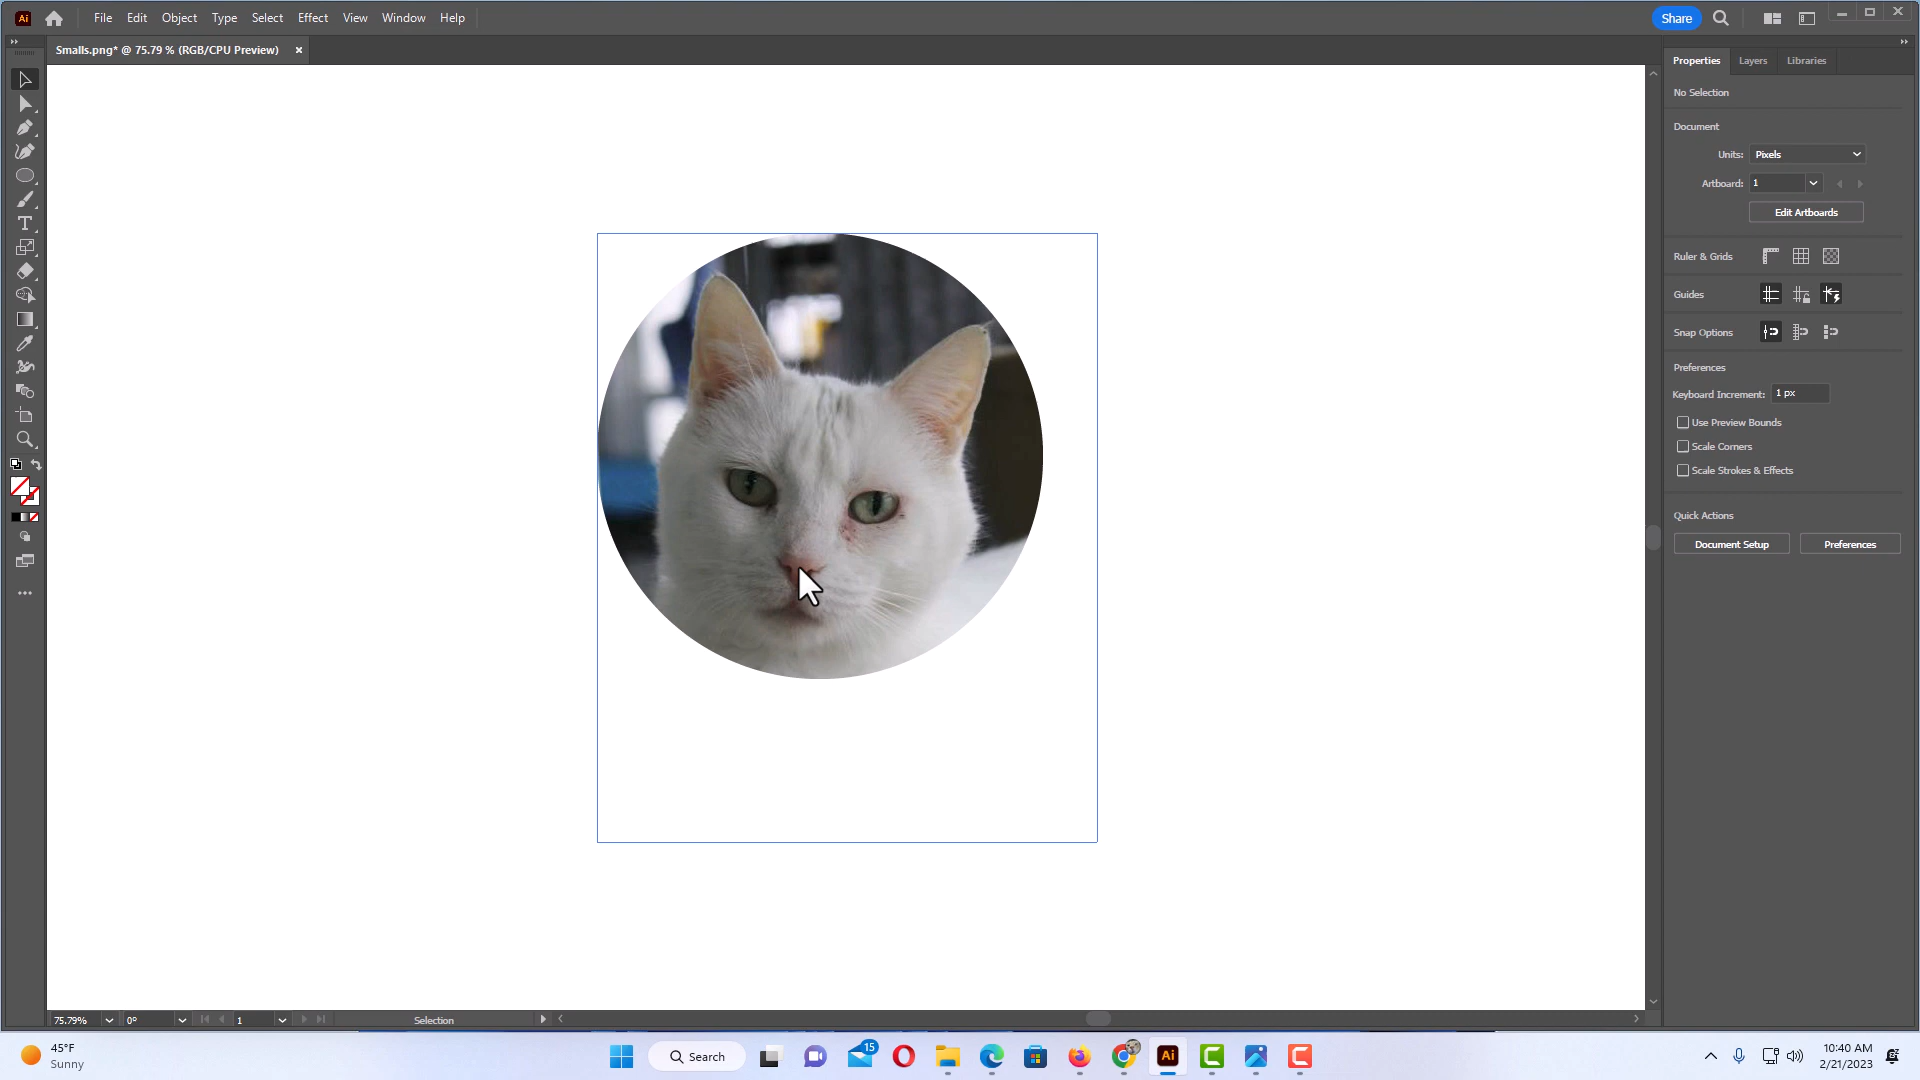 Ai File Edit Object Type Select Effect View Window Help Share
Smalls.png* @ 75.79 % (RGB/CPU Preview) ×
Properties Layers Libraries
No Selection
Document
Units: Pixels
Artboard: 1
Edit Artboards
Ruler & Grids
Guides
Snap Options
Preferences
Keyboard Increment: 1 px
Use Preview Bounds
Scale Corners
Scale Strokes & Effects
Quick Actions
Document Setup Preferences
75.79% 0° 1 Selection
45°F
Sunny
Search
15
Ai
10:40 AM
2/21/2023